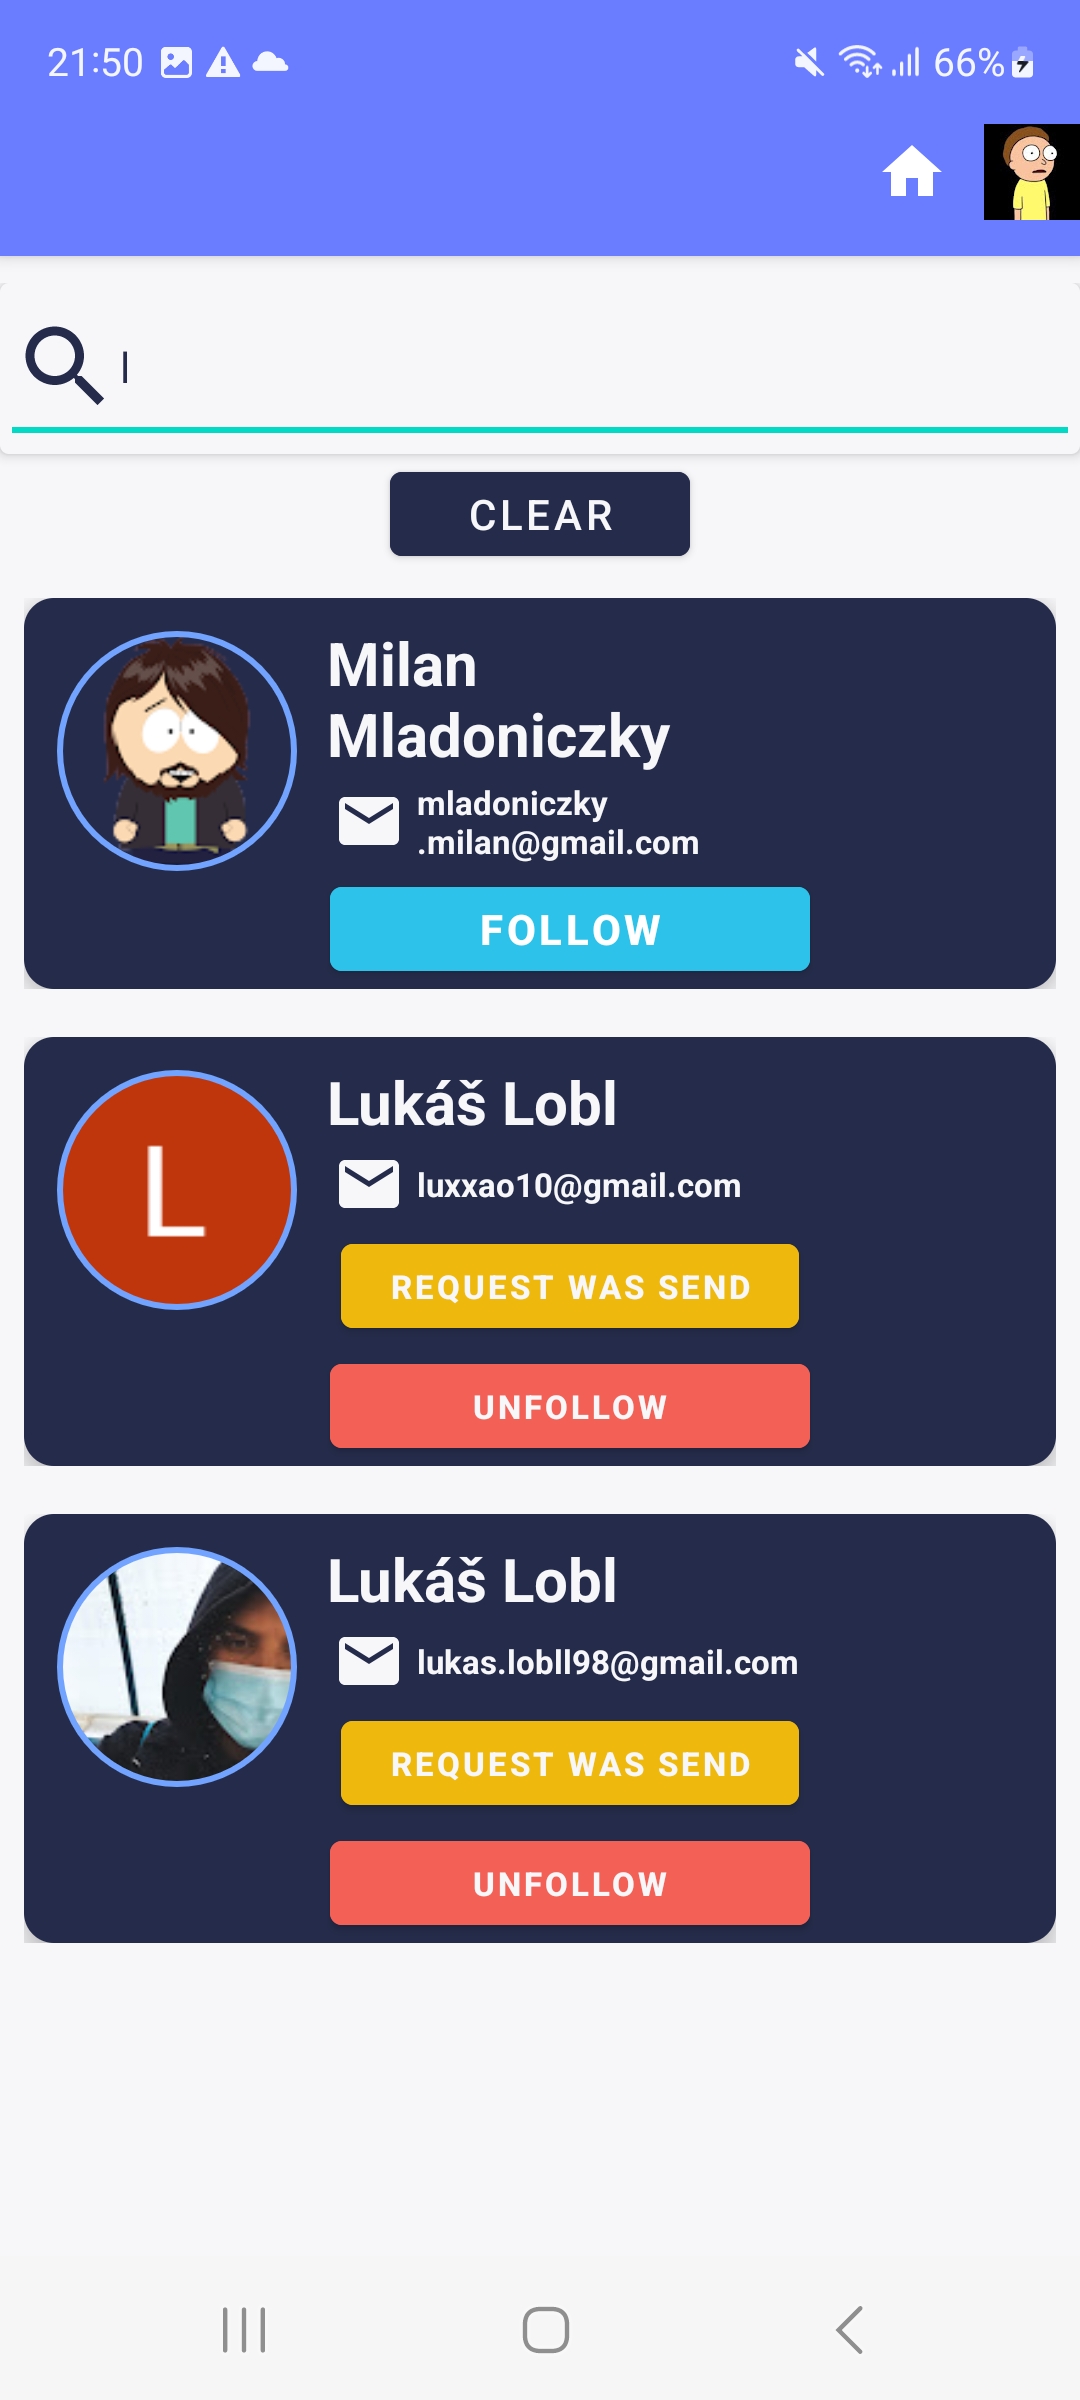 21:50 66%
l
CLEAR
Milan
Mladoniczky
mladoniczky
.milan@gmail.com
FOLLOW
L
Lukáš Lobl
luxxao10@gmail.com
REQUEST WAS SEND
UNFOLLOW
Lukáš Lobl
lukas.lobll98@gmail.com
REQUEST WAS SEND
UNFOLLOW